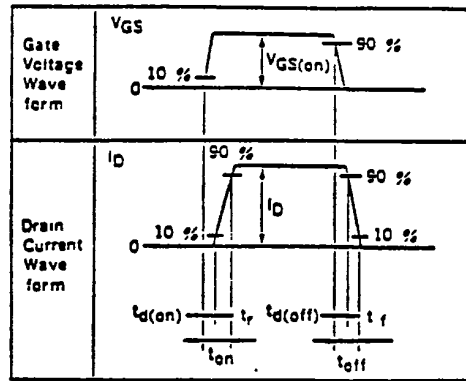 Gate
Voltage
Wave
form
VGS
10 %
0
VGS(on)
90 %
Drain
Current
Wave
form
ID
90 %
10 %
0
ID
90 %
10 %
td(on)
tr
td(off)
tf
ton
toff